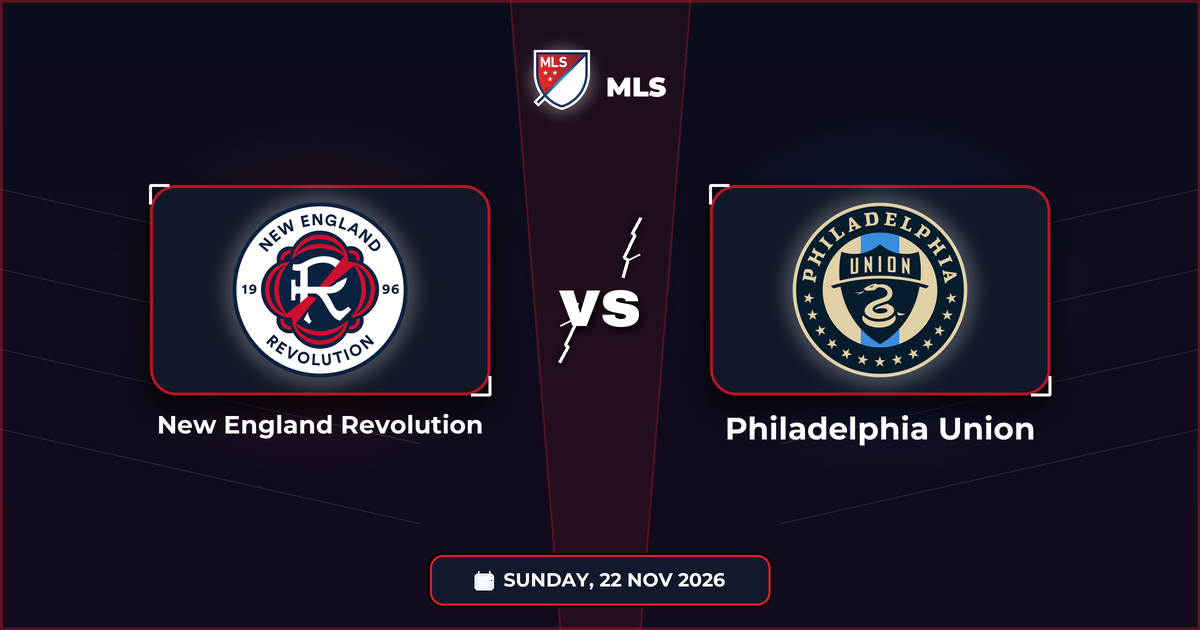 MLS
MLS
NEW ENGLAND
19 96
REVOLUTION
PHILADELPHIA
UNION
vs
New England Revolution
Philadelphia Union
SUNDAY, 22 NOV 2026